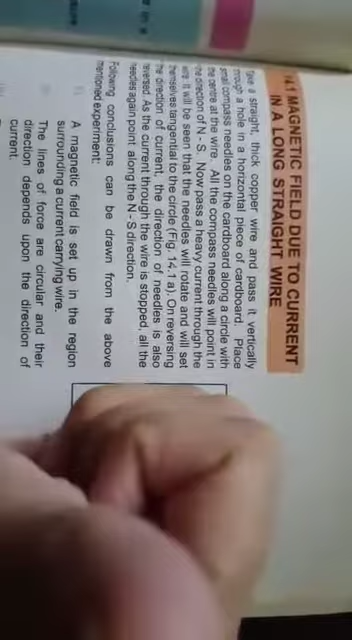 14.1 MAGNETIC FIELD DUE TO CURRENT
IN A LONG STRAIGHT WIRE
Take a straight, thick copper wire and pass it vertically
through a hole in a horizontal piece of cardboard. Place
small compass needles on the cardboard along a circle with
the centre at the wire. All the compass needles will point in
the direction of N - S. Now pass a heavy current through the
wire. It will be seen that the needles will rotate and will set
themselves tangential to the circle (Fig. 14.1 a). On reversing
the direction of current, the direction of needles is also
reversed. As the current through the wire is stopped, all the
needles again point along the N - S direction.
Following conclusions can be drawn from the above
mentioned experiment:
A magnetic field is set up in the region
surrounding a current carrying wire.
The lines of force are circular and their
direction depends upon the direction of
current.